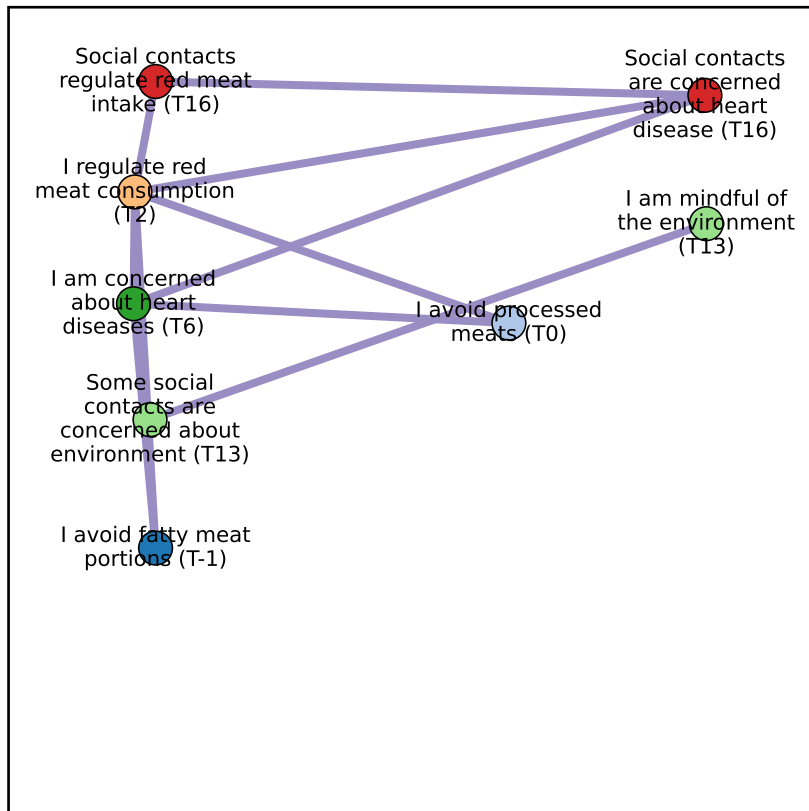 Social contacts
regulate red meat
intake (T16)
Social contacts
are concerned
about heart
disease (T16)
I regulate red
meat consumption
(T2)
I am mindful of
the environment
(T13)
I am concerned
about heart
diseases (T6)
I avoid processed
meats (T0)
Some social
contacts are
concerned about
environment (T13)
I avoid fatty meat
portions (T-1)